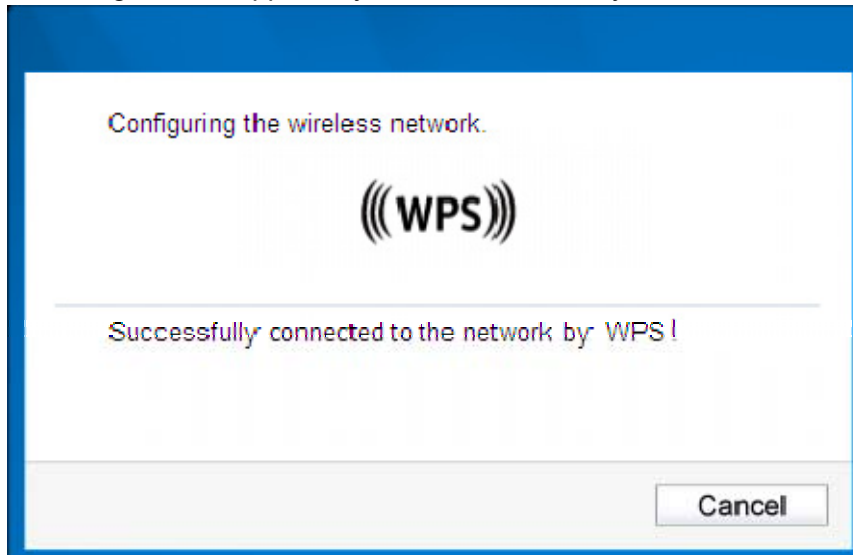 Configuring the wireless network.
(((WPS)))
Successfully connected to the network by WPS!
Cancel